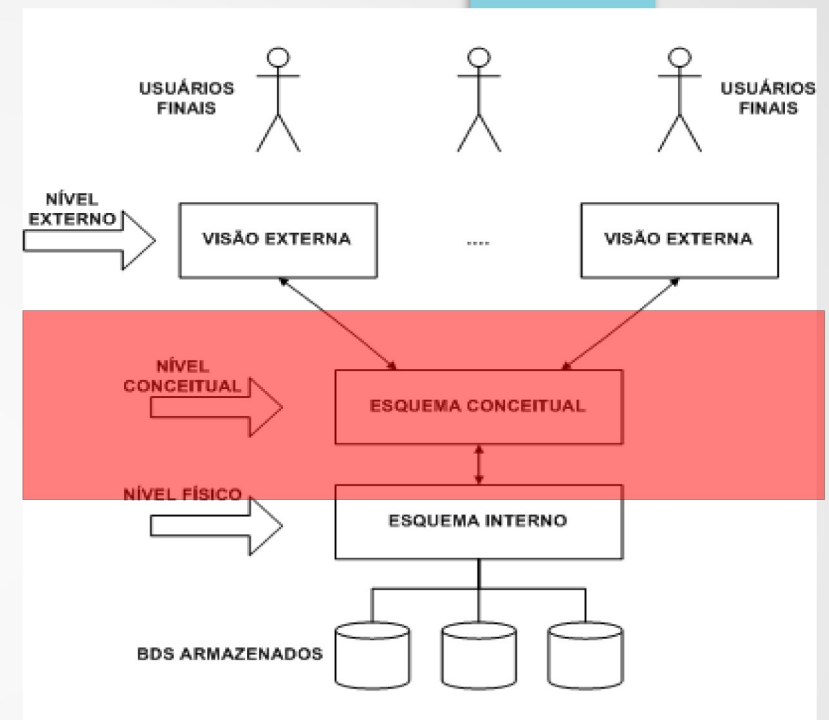 USUÁRIOS
FINAIS
USUÁRIOS
FINAIS
NÍVEL
EXTERNO
VISÃO EXTERNA
....
VISÃO EXTERNA
NÍVEL
CONCEITUAL
ESQUEMA CONCEITUAL
NÍVEL FÍSICO
ESQUEMA INTERNO
BDS ARMAZENADOS